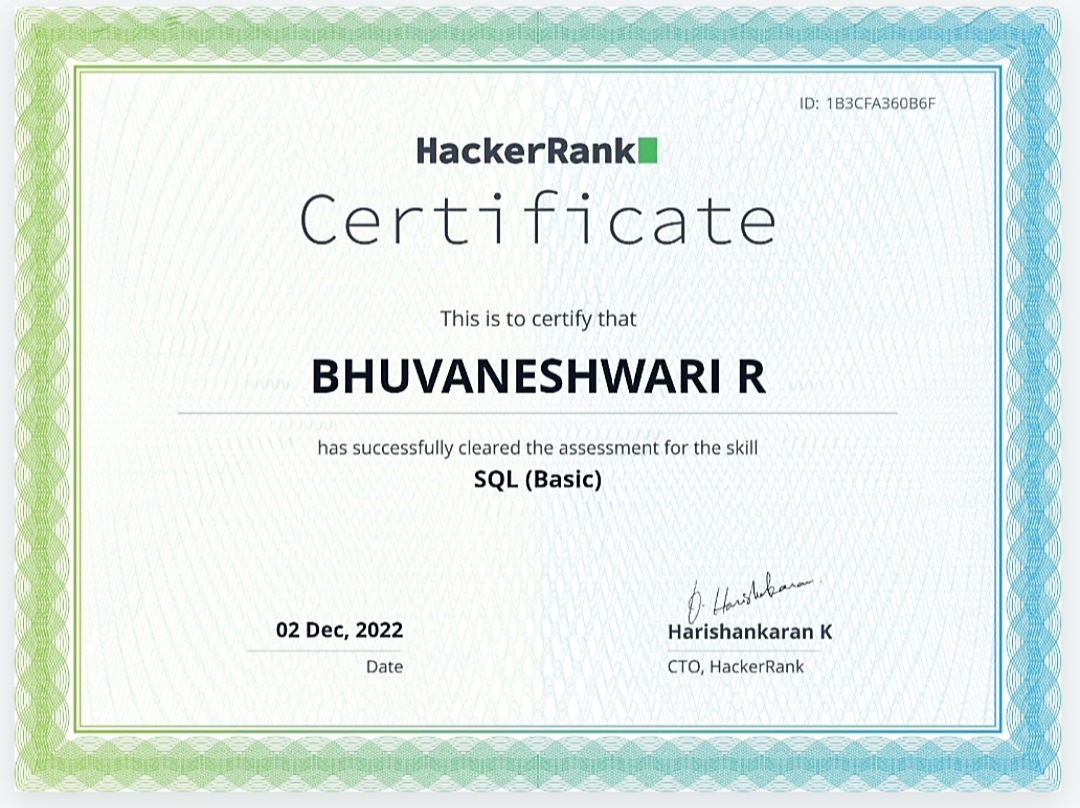 ID: 1B3CFA360B6F
HackerRank
Certificate
This is to certify that
BHUVANESHWARI R
has successfully cleared the assessment for the skill
SQL (Basic)
02 Dec, 2022
Date
Harishankaran K
CTO, HackerRank